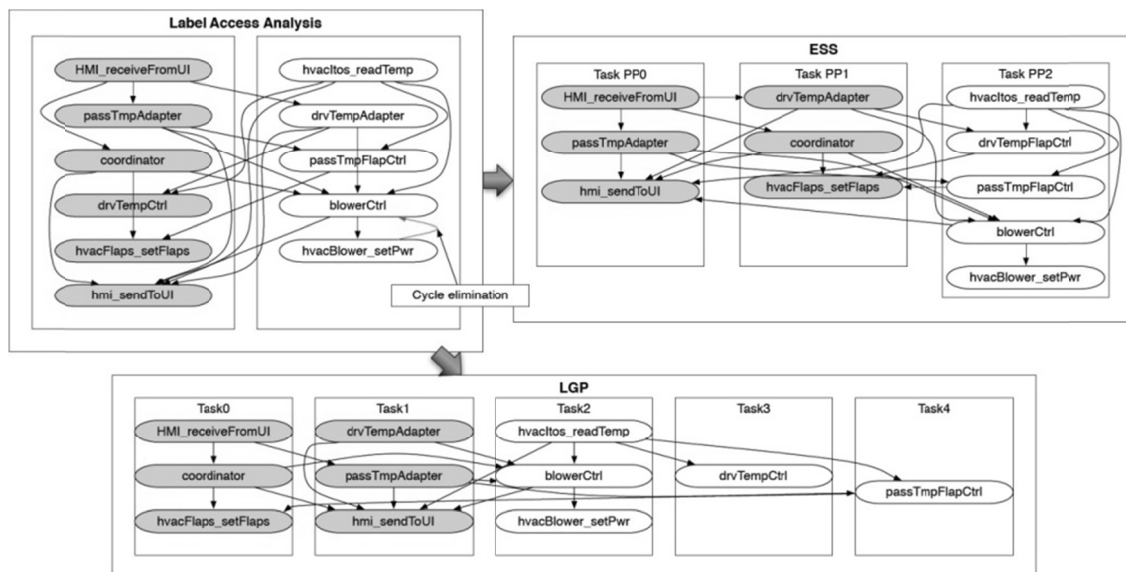 Label Access Analysis
HMI_receiveFromUI
passTmpAdapter
coordinator
drvTempCtrl
hvacFlaps_setFlaps
hmi_sendToUI
hvacItos_readTemp
drvTempAdapter
passTmpFlapCtrl
blowerCtrl
hvacBlower_setPwr
Cycle elimination
ESS
Task PP0
HMI_receiveFromUI
passTmpAdapter
hmi_sendToUI
Task PP1
drvTempAdapter
coordinator
hvacFlaps_setFlaps
Task PP2
hvacItos_readTemp
drvTempFlapCtrl
passTmpFlapCtrl
blowerCtrl
hvacBlower_setPwr
LGP
Task0
HMI_receiveFromUI
coordinator
hvacFlaps_setFlaps
Task1
drvTempAdapter
passTmpAdapter
hmi_sendToUI
Task2
hvacItos_readTemp
blowerCtrl
hvacBlower_setPwr
Task3
drvTempCtrl
Task4
passTmpFlapCtrl